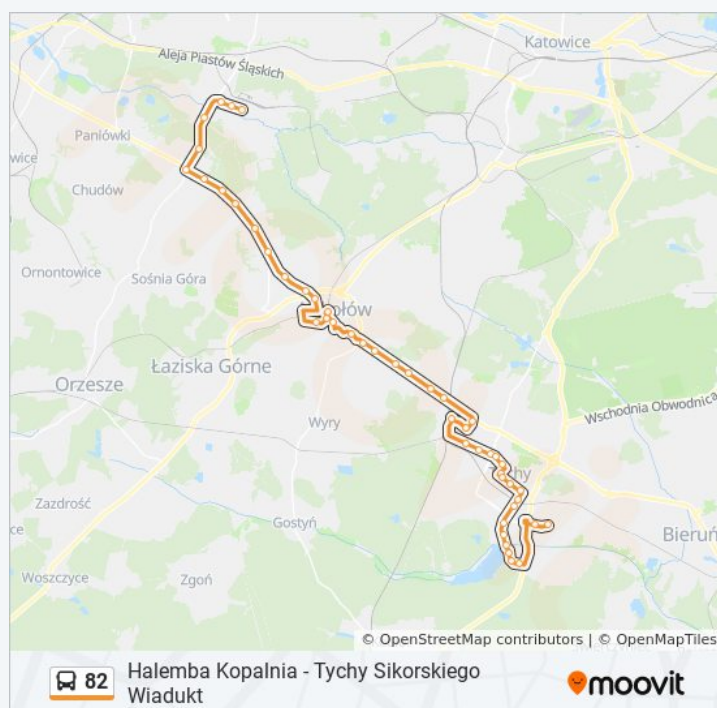 Katowice
Aleja Piastów Śląskich
Paniówki
wice
Chudów
Ornontowice
Sośnia Góra
ołów
Łaziska Górne
Orzesze
Wschodnia Obwodnica
Wyry
Tychy
Zazdrość
Gostyń
Bieruń
ce
Woszczyce
Zgoń
© OpenStreetMap contributors | © OpenMapTiles
82
Halemba Kopalnia - Tychy Sikorskiego
Wiadukt
moovit